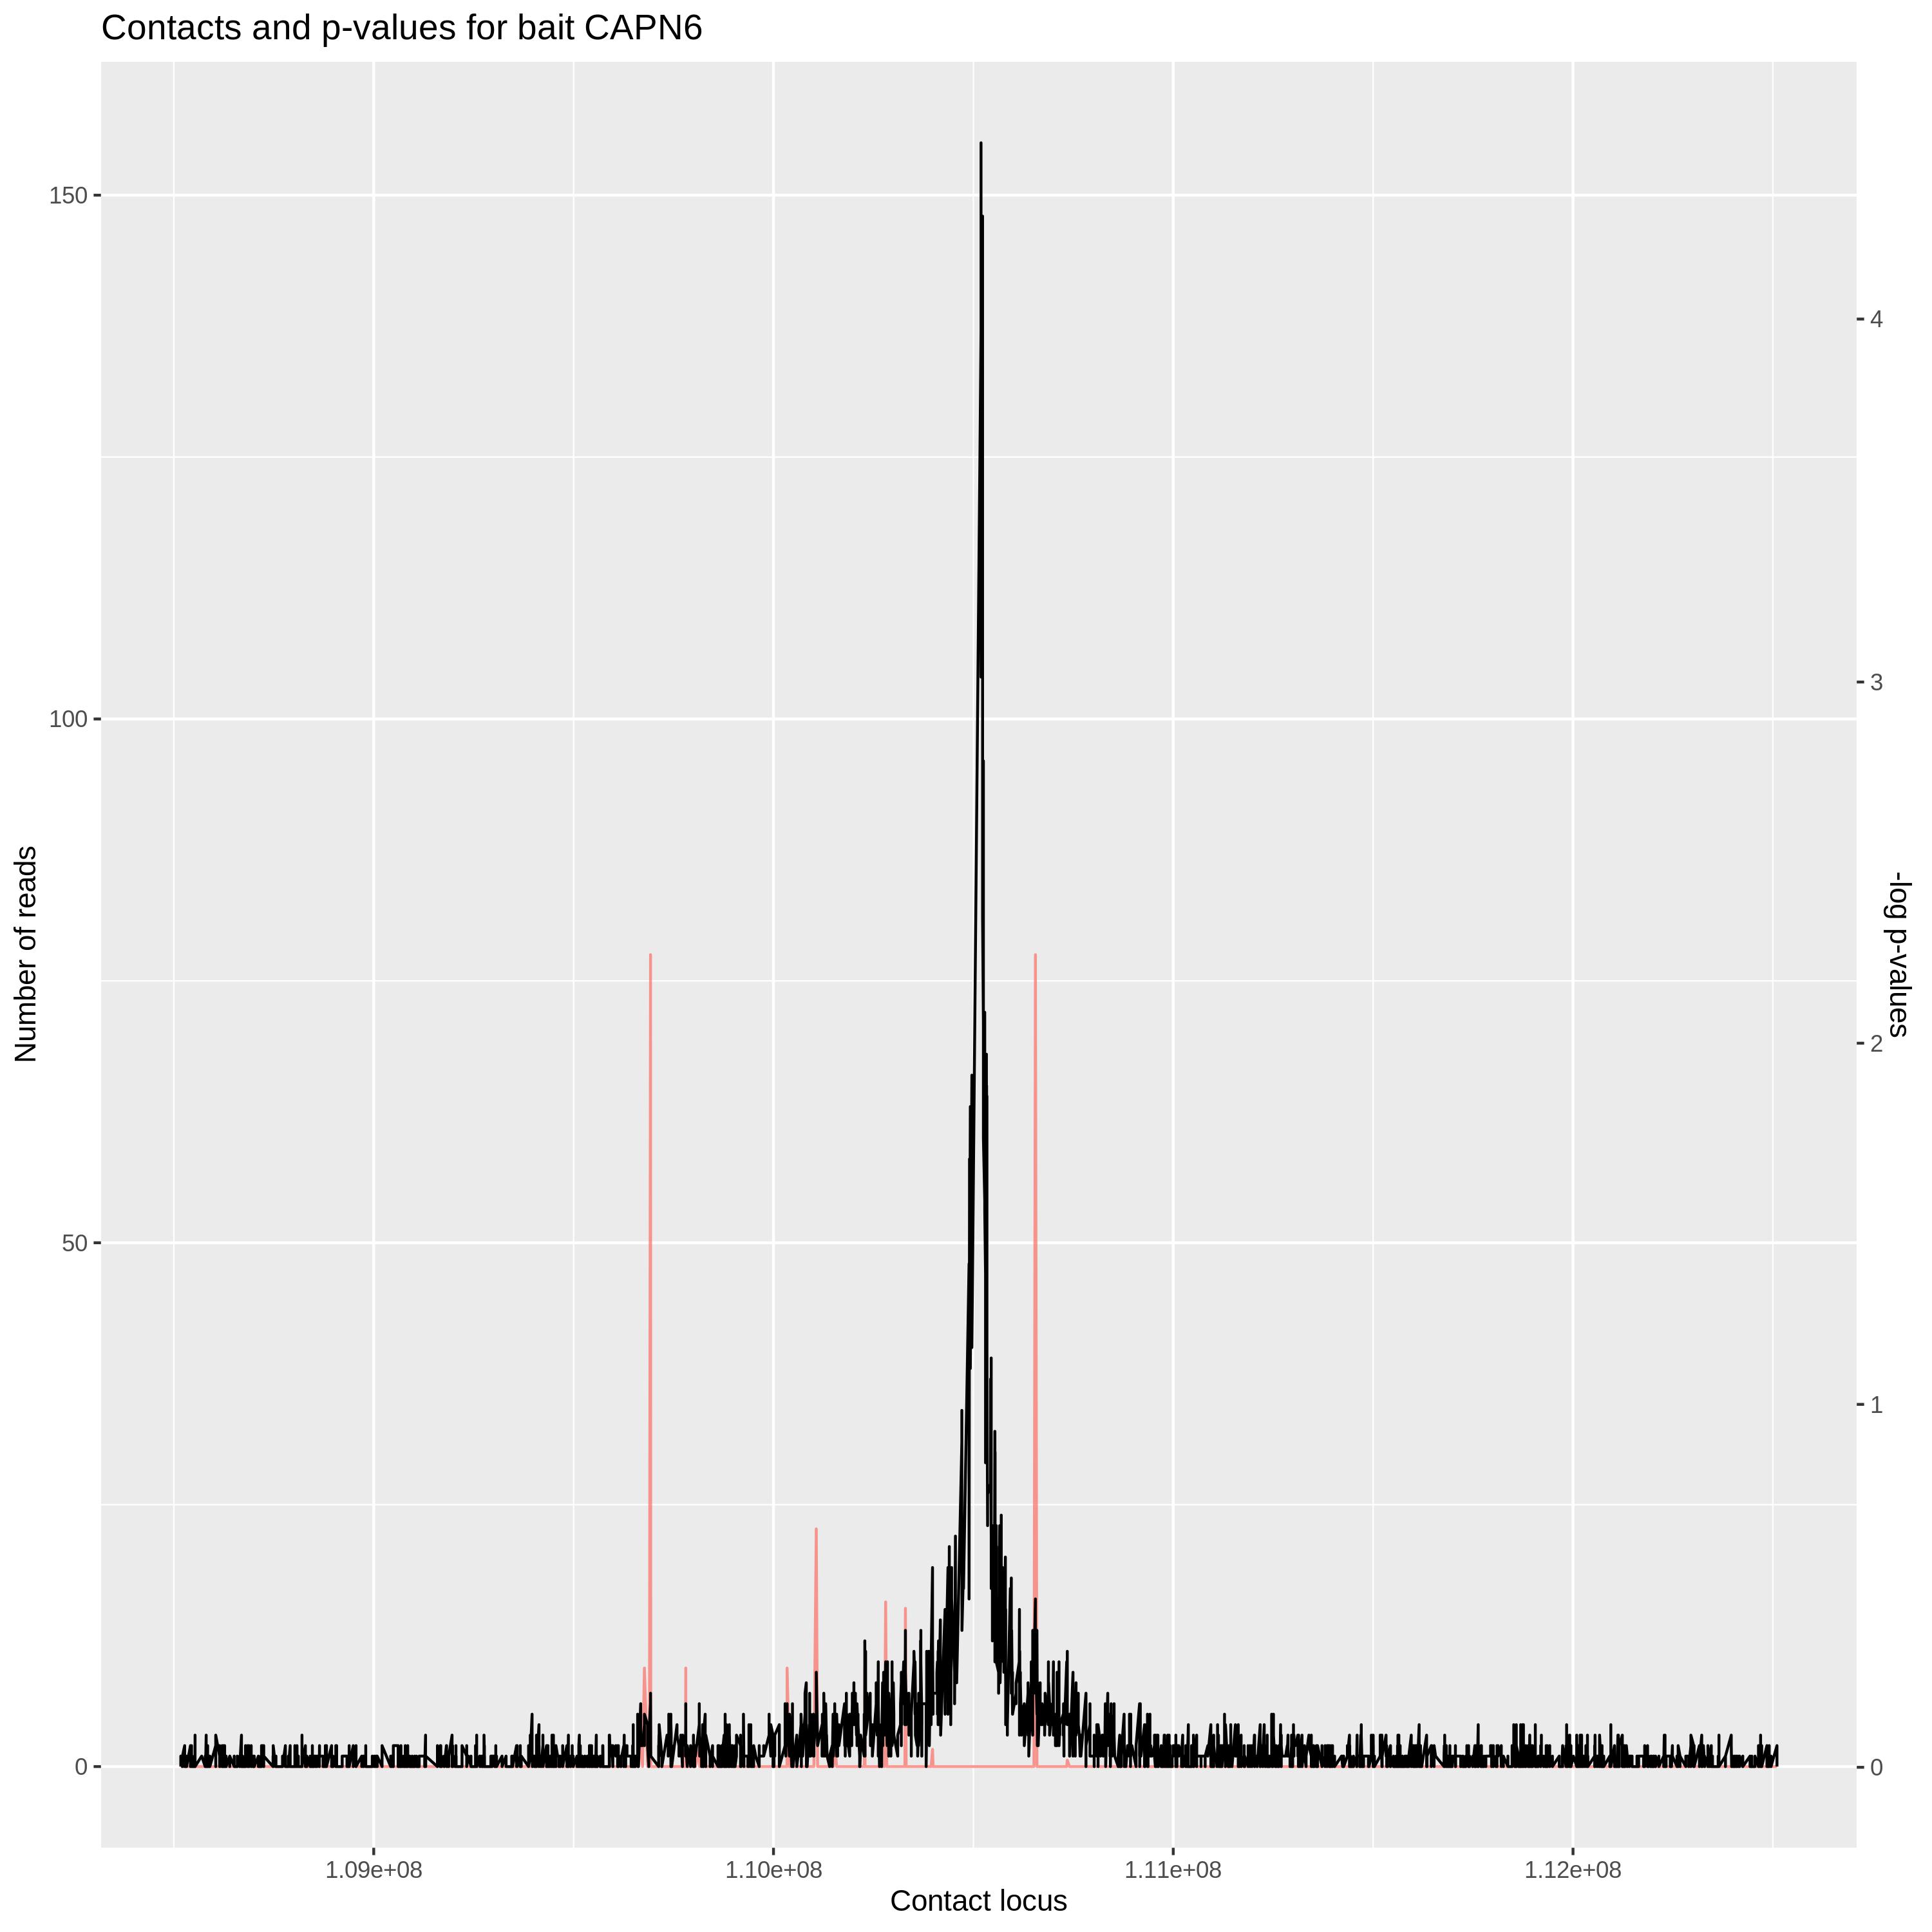 Contacts and p-values for bait CAPN6
150
100
50
0
Number of reads
4
3
2
1
0
-log p-values
1.09e+08 1.10e+08 1.11e+08 1.12e+08
Contact locus